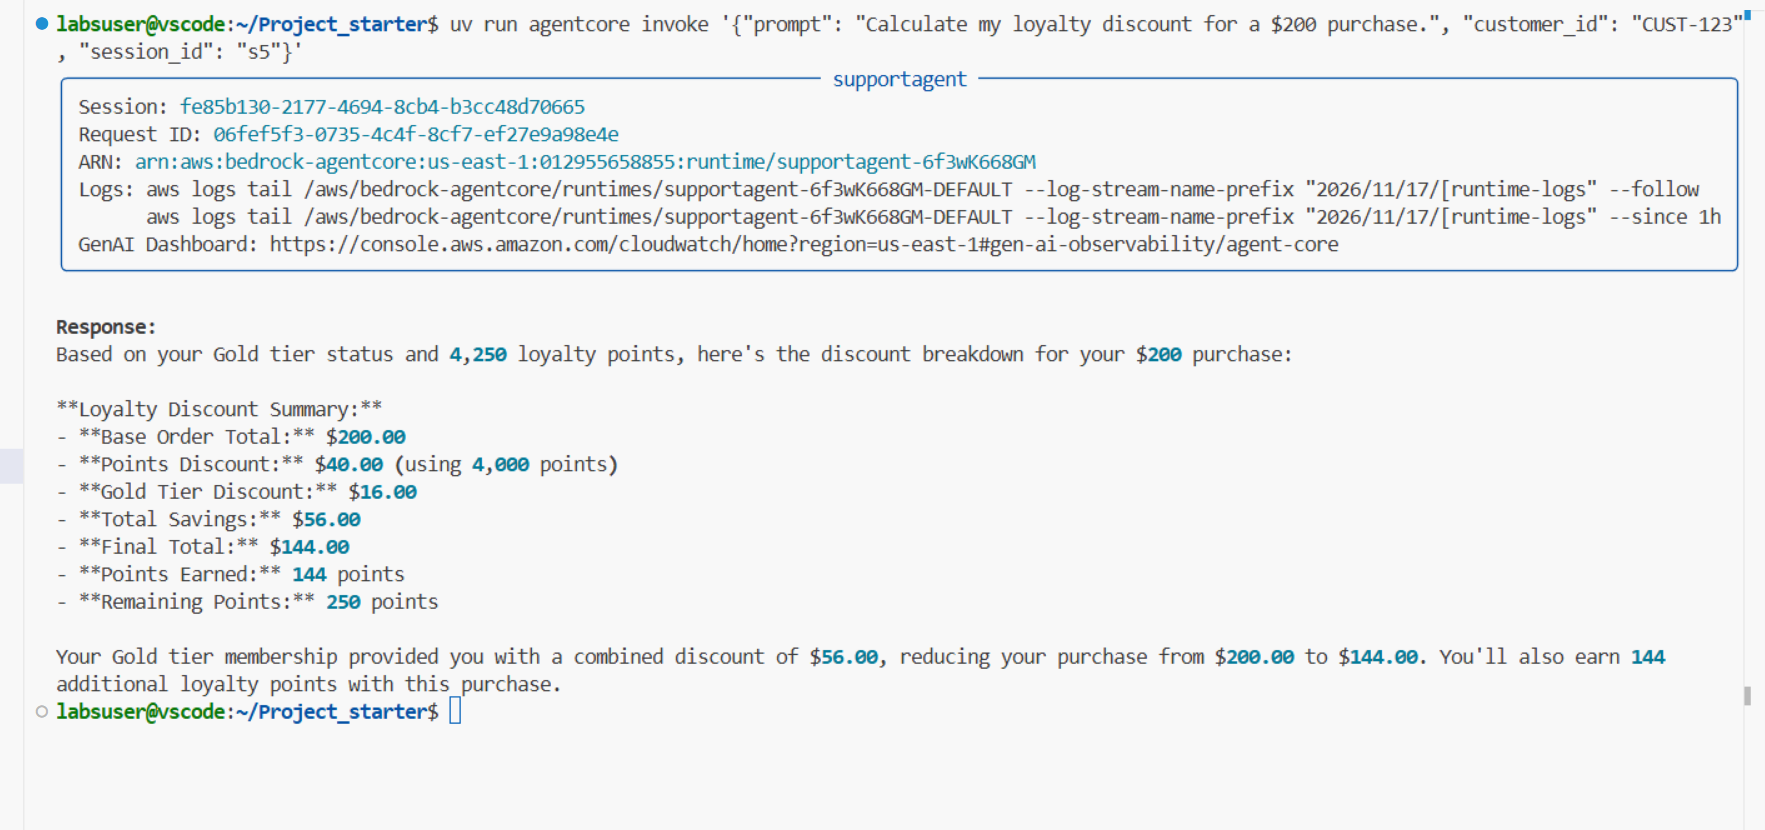 labsuser@vscode:~/Project_starter$ uv run agentcore invoke '{"prompt": "Calculate my loyalty discount for a $200 purchase.", "customer_id": "CUST-123"
, "session_id": "s5"}'
supportagent
Session: fe85b130-2177-4694-8cb4-b3cc48d70665
Request ID: 06fef5f3-0735-4c4f-8cf7-ef27e9a98e4e
ARN: arn:aws:bedrock-agentcore:us-east-1:012955658855:runtime/supportagent-6f3wK668GM
Logs: aws logs tail /aws/bedrock-agentcore/runtimes/supportagent-6f3wK668GM-DEFAULT --log-stream-name-prefix "2026/11/17/[runtime-logs" --follow
aws logs tail /aws/bedrock-agentcore/runtimes/supportagent-6f3wK668GM-DEFAULT --log-stream-name-prefix "2026/11/17/[runtime-logs" --since 1h
GenAI Dashboard: https://console.aws.amazon.com/cloudwatch/home?region=us-east-1#gen-ai-observability/agent-core
Response:
Based on your Gold tier status and 4,250 loyalty points, here's the discount breakdown for your $200 purchase:
**Loyalty Discount Summary:**
- **Base Order Total:** $200.00
- **Points Discount:** $40.00 (using 4,000 points)
- **Gold Tier Discount:** $16.00
- **Total Savings:** $56.00
- **Final Total:** $144.00
- **Points Earned:** 144 points
- **Remaining Points:** 250 points
Your Gold tier membership provided you with a combined discount of $56.00, reducing your purchase from $200.00 to $144.00. You'll also earn 144
additional loyalty points with this purchase.
labsuser@vscode:~/Project_starter$